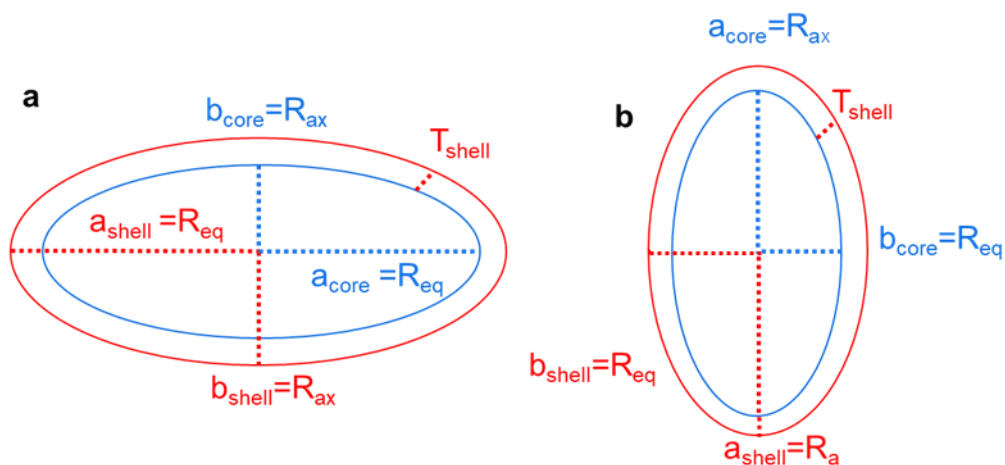 a
b_core=R_ax
T_shell
a_shell =R_eq
a_core =R_eq
b_shell=R_ax
b
a_core=R_ax
T_shell
b_core=R_eq
b_shell=R_eq
a_shell=R_a